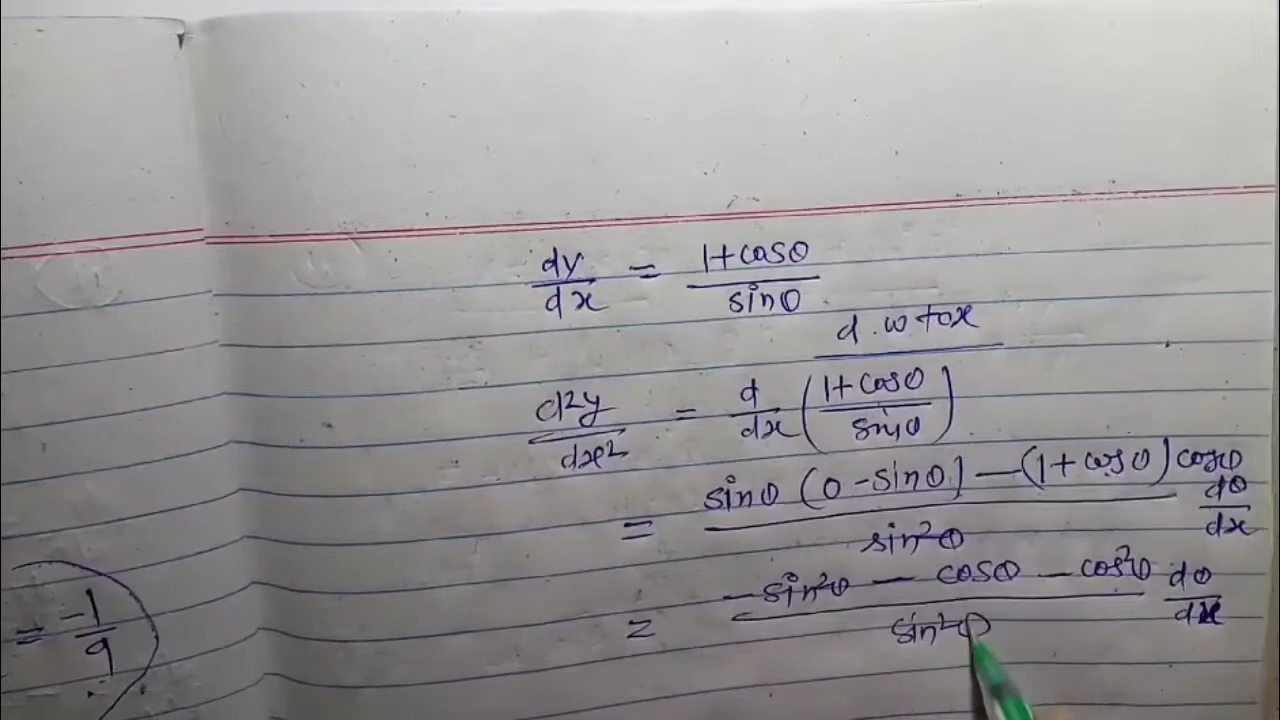 dy/dx = 1+cosθ / sinθ
d.w to x
d²y/dx² = d/dx (1+cosθ / sinθ)
= sinθ (0-sinθ) - (1+cosθ) cosθ / sin²θ dθ/dx
= -sin²θ - cosθ - cos²θ / sin²θ dθ/dx
= -1/9